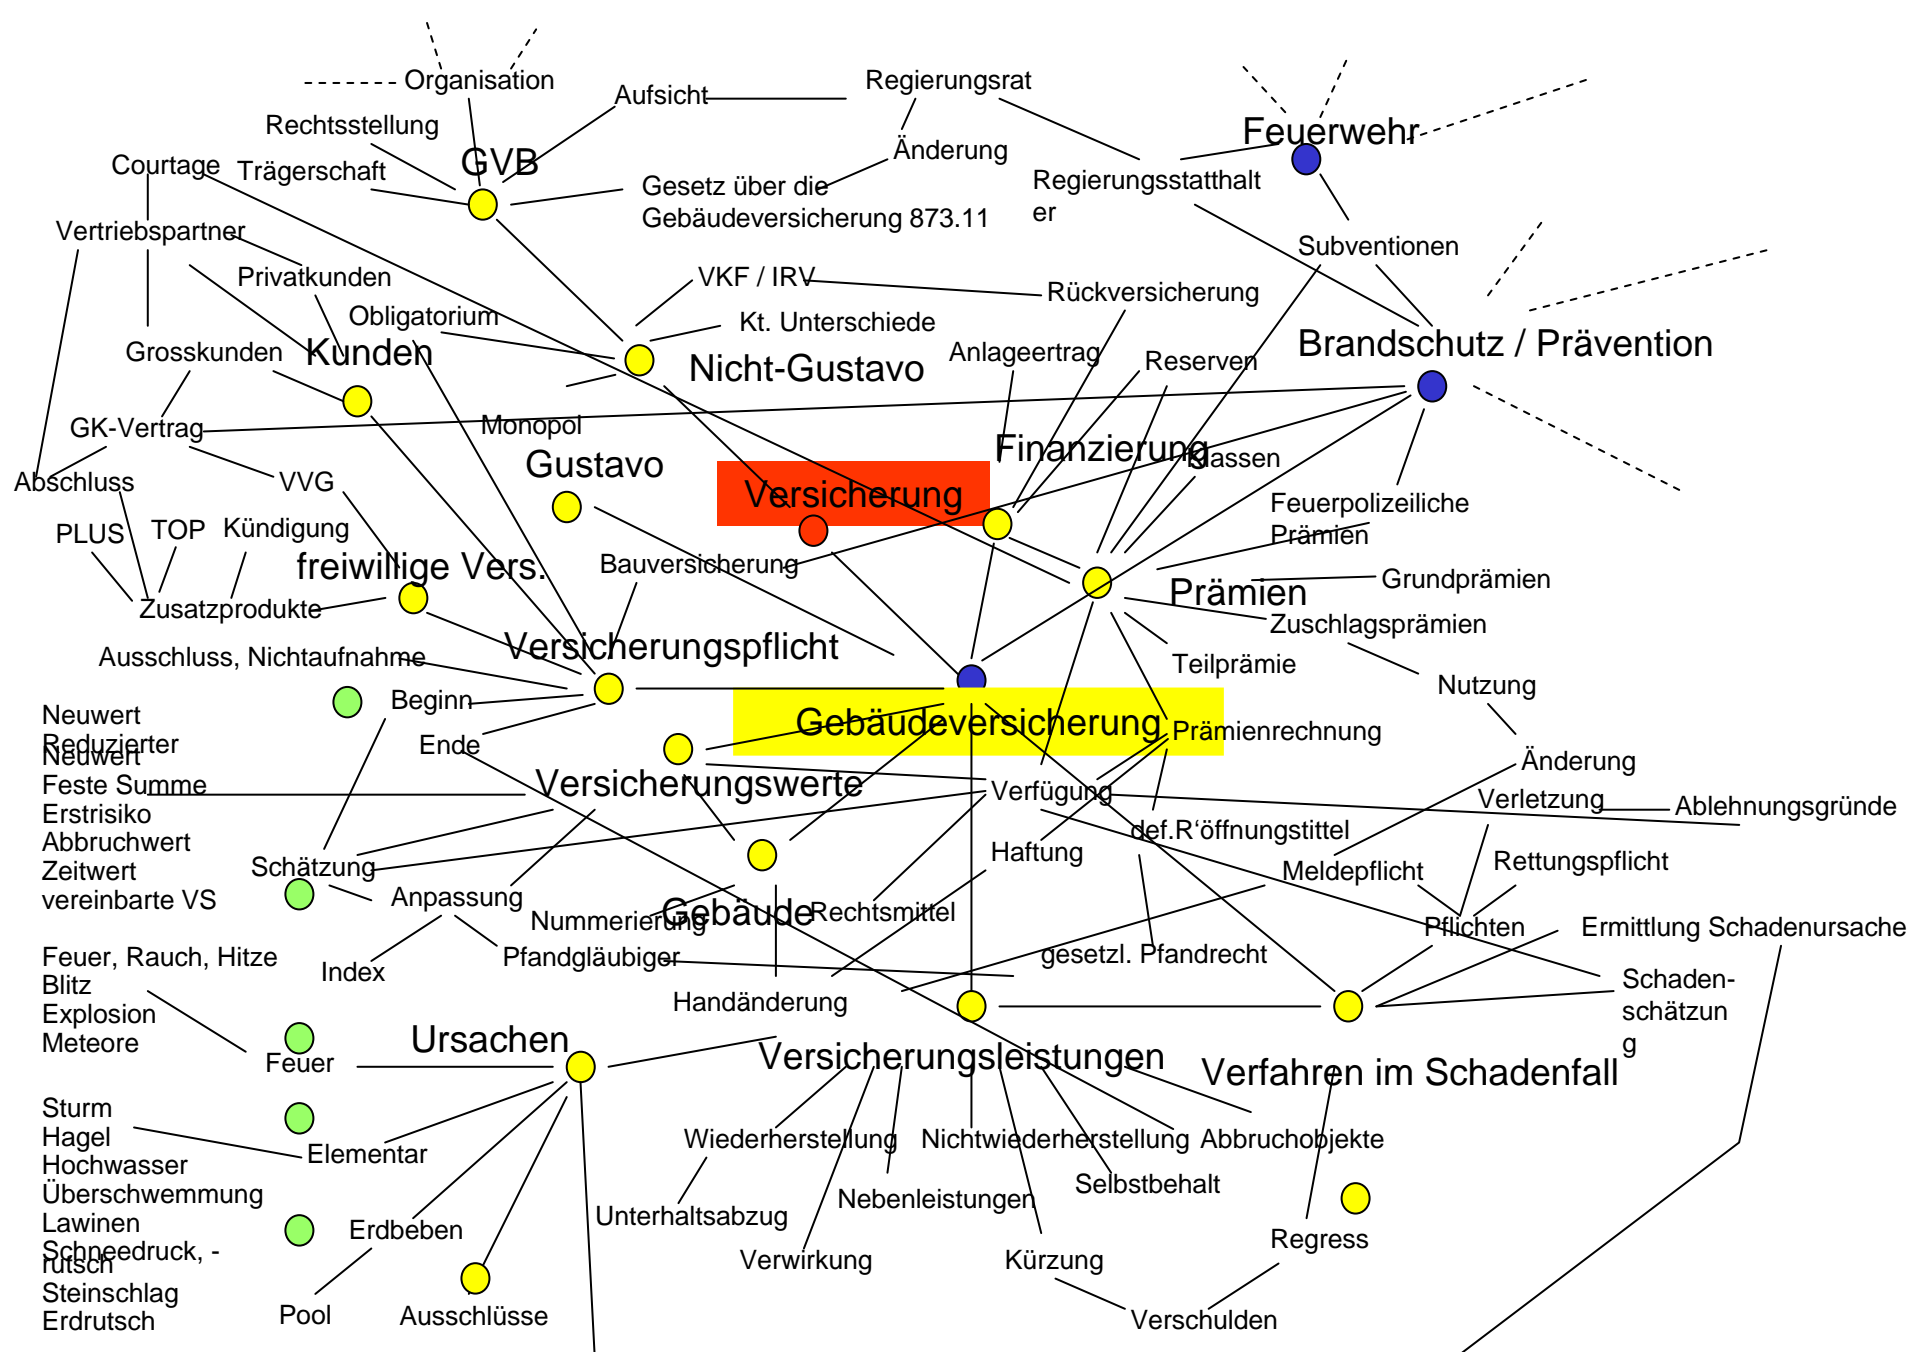 Organisation
Aufsicht
Regierungsrat
Rechtsstellung
Feuerwehr
Courtage
Trägerschaft
GVB
Änderung
Gesetz über die
Gebäudeversicherung 873.11
Regierungsstatthalt
er
Vertriebspartner
Subventionen
Privatkunden
VKF / IRV
Rückversicherung
Obligatorium
Kt. Unterschiede
Grosskunden
Kunden
Nicht-Gustavo
Anlageertrag
Reserven
Brandschutz / Prävention
GK-Vertrag
Monopol
Finanzierung
Klassen
Gustavo
Abschluss
VVG
Versicherung
Feuerpolizeiliche
Prämien
PLUS
TOP
Kündigung
freiwillige Vers.
Bauversicherung
Grundprämien
Prämien
Zusatzprodukte
Zuschlagsprämien
Versicherungspflicht
Ausschluss, Nichtaufnahme
Teilprämie
Beginn
Nutzung
Neuwert
Reduzierter
Neuwert
Feste Summe
Erstrisiko
Abbruchwert
Zeitwert
vereinbarte VS
Ende
Gebäudeversicherung
Prämienrechnung
Änderung
Versicherungswerte
Verfügung
Verletzung
Ablehnungsgründe
def.R‘öffnungstittel
Schätzung
Haftung
Meldepflicht
Rettungspflicht
Anpassung
Nummerierung
Gebäude
Rechtsmittel
Pflichten
Ermittlung Schadenursache
Feuer, Rauch, Hitze
Blitz
Explosion
Meteore
Index
Pfandgläubiger
gesetzl. Pfandrecht
Schaden-
schätzun
g
Handänderung
Ursachen
Feuer
Versicherungsleistungen
Verfahren im Schadenfall
Sturm
Hagel
Hochwasser
Überschwemmung
Lawinen
Schneedruck, -
rutsch
Steinschlag
Erdrutsch
Elementar
Wiederherstellung
Nichtwiederherstellung
Abbruchobjekte
Nebenleistungen
Selbstbehalt
Unterhaltsabzug
Erdbeben
Regress
Verwirkung
Kürzung
Pool
Ausschlüsse
Verschulden